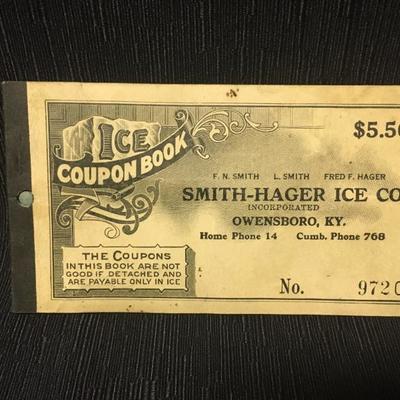 ICE
COUPON BOOK
$5.50
F. N. SMITH L. SMITH FRED F. HAGER
SMITH-HAGER ICE CO
INCORPORATED
OWENSBORO, KY.
Home Phone 14 Cumb. Phone 768
THE COUPONS
IN THIS BOOK ARE NOT
GOOD IF DETACHED AND
ARE PAYABLE ONLY IN ICE
No. 9720